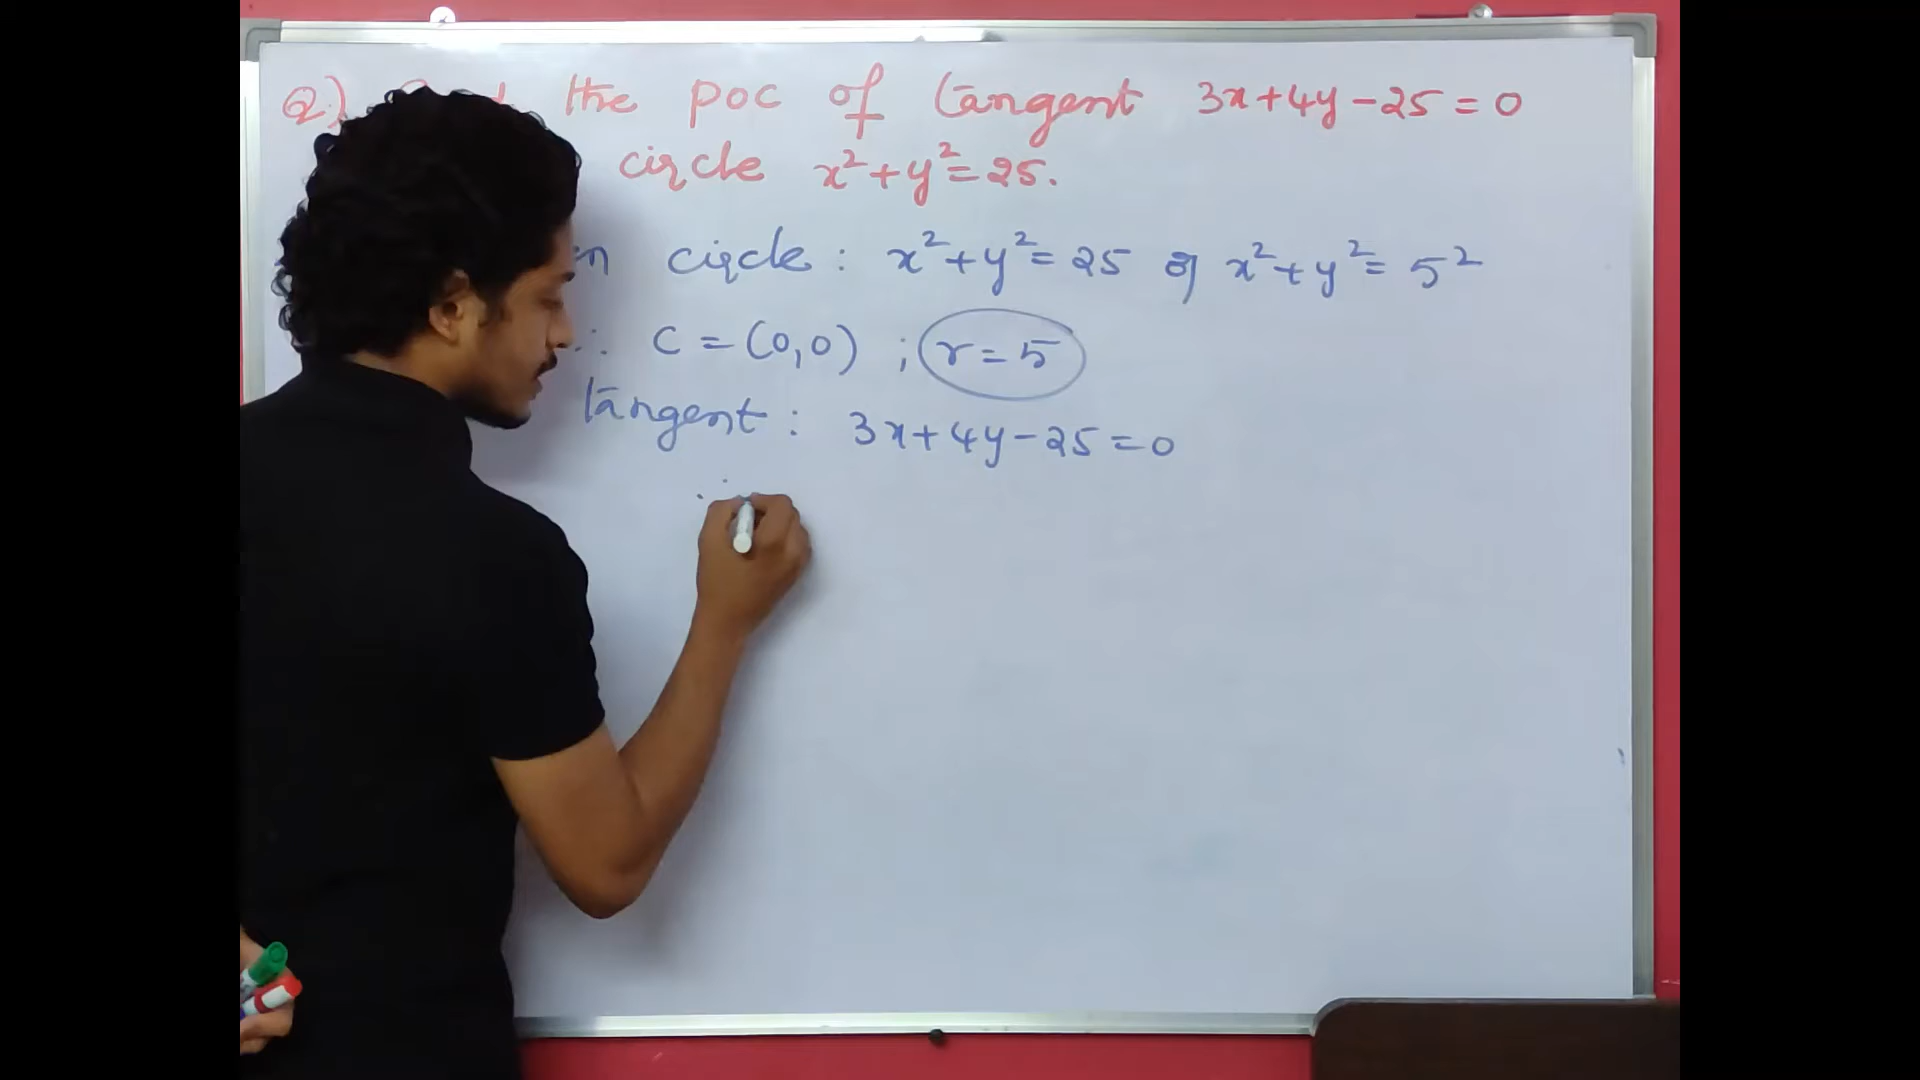 Q) the poc of tangent 3x+4y-25=0
circle x²+y²=25.
circle : x²+y²=25 or x²+y²=5²
∴ C=(0,0) ; r=5
tangent : 3x+4y-25=0
∴